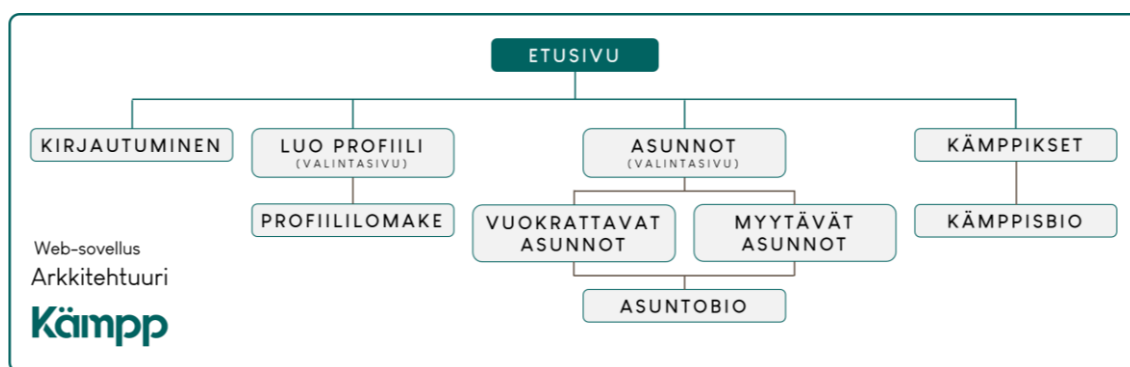 ETUSIVU
KIRJAUTUMINEN
LUO PROFIILI
(VALINTASIVU)
ASUNNOT
(VALINTASIVU)
KÄMPPIKSET
PROFIILILOMAKE
VUOKRATTAVAT
ASUNNOT
MYYTÄVÄT
ASUNNOT
KÄMPPISBIO
ASUNTOBIO
Web-sovellus
Arkkitehtuuri
Kämpp